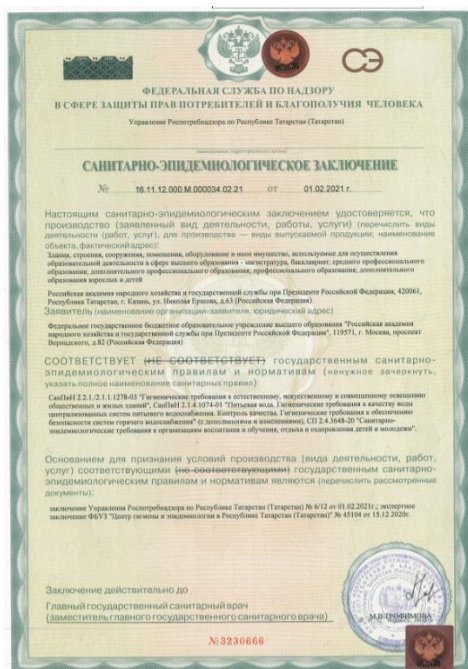 СЭ
ФЕДЕРАЛЬНАЯ СЛУЖБА ПО НАДЗОРУ
В СФЕРЕ ЗАЩИТЫ ПРАВ ПОТРЕБИТЕЛЕЙ И БЛАГОПОЛУЧИЯ ЧЕЛОВЕКА
Управление Роспотребнадзора по Республике Татарстан (Татарстан)
САНИТАРНО-ЭПИДЕМИОЛОГИЧЕСКОЕ ЗАКЛЮЧЕНИЕ
№ 16.11.12.000.М.000034.02.21 от 01.02.2021 г.
Настоящим санитарно-эпидемиологическим заключением удостоверяется, что
производство (заявленный вид деятельности, работы, услуги) (перечислить виды
деятельности (работ, услуг), для производства — виды выпускаемой продукции; наименование
объекта, фактический адрес):
Здания, строения, сооружения, помещения, оборудование и иное имущество, используемые для осуществления
образовательной деятельности в сфере высшего образования - магистратура, бакалавриат; среднего профессионального
образования; дополнительного профессионального образования; профессионального образования; дополнительного
образования взрослых и детей
Российская академия народного хозяйства и государственной службы при Президенте Российской Федерации, 420061,
Республика Татарстан, г. Казань, ул. Николая Ершова, д.63 (Российская Федерация)
Заявитель (наименование организации-заявителя, юридический адрес)
Федеральное государственное бюджетное образовательное учреждение высшего образования "Российская академия
народного хозяйства и государственной службы при Президенте Российской Федерации", 119571, г. Москва, проспект
Вернадского, д.82 (Российская Федерация)
СООТВЕТСТВУЕТ (НЕ СООТВЕТСТВУЕТ) государственным санитарно-
эпидемиологическим правилам и нормативам (ненужное зачеркнуть,
указать полное наименование санитарных правил)
СанПиН 2.2.1./2.1.1.1278-03 "Гигиенические требования к естественному, искусственному и совмещенному освещению
общественных и жилых зданий", СанПиН 2.1.4.1074-01 "Питьевая вода. Гигиенические требования к качеству воды
централизованных систем питьевого водоснабжения. Контроль качества. Гигиенические требования к обеспечению
безопасности систем горячего водоснабжения" (с дополнениями и изменениями), СП 2.4.3648-20 "Санитарно-
эпидемиологические требования к организациям воспитания и обучения, отдыха и оздоровления детей и молодежи".
Основанием для признания условий производства (вида деятельности, работ,
услуг) соответствующими (не соответствующими) государственным санитарно-
эпидемиологическим правилам и нормативам являются (перечислить рассмотренные
документы):
заключение Управления Роспотребнадзора по Республике Татарстан (Татарстан) № 6/12 от 01.02.2021г.; экспертное
заключение ФБУЗ "Центр гигиены и эпидемиологии в Республике Татарстан (Татарстан)" № 45104 от 15.12.2020г.
Заключение действительно до
Главный государственный санитарный врач
(заместитель главного государственного санитарного врача)
М.В.ТРОФИМОВА
№3230666